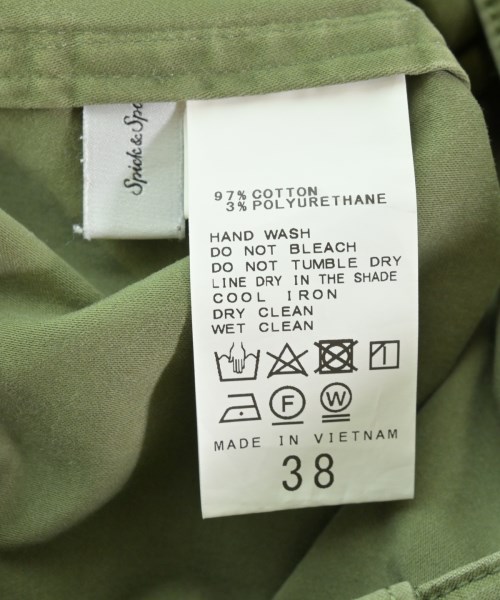 Spick & Spa
97% COTTON
3% POLYURETHANE
HAND WASH
DO NOT BLEACH
DO NOT TUMBLE DRY
LINE DRY IN THE SHADE
COOL IRON
DRY CLEAN
WET CLEAN
F W
MADE IN VIETNAM
38